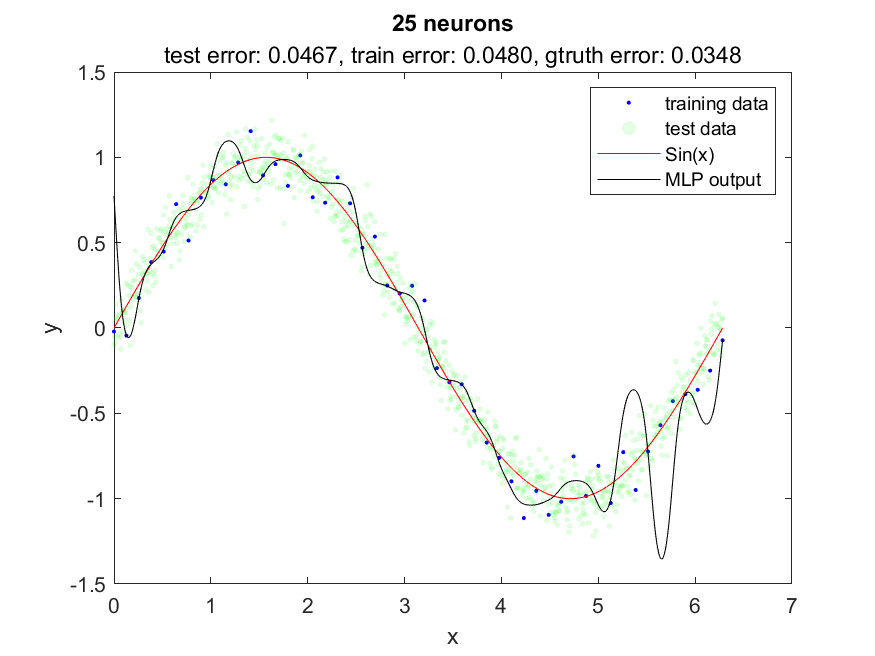 25 neurons
test error: 0.0467, train error: 0.0480, gtruth error: 0.0348
1.5
1
0.5
0
-0.5
-1
-1.5
y
training data
test data
Sin(x)
MLP output
0 1 2 3 4 5 6 7
x